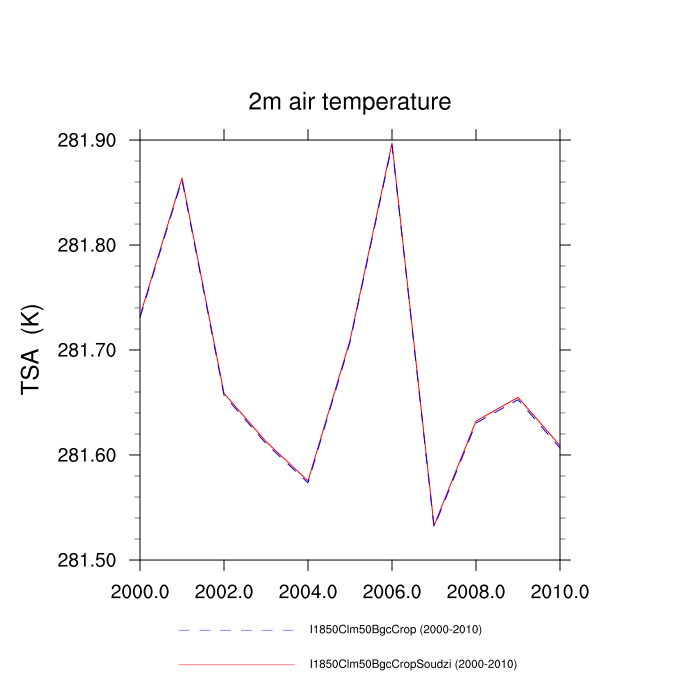 2m air temperature
281.90
281.80
281.70
281.60
281.50
TSA (K)
2000.0 2002.0 2004.0 2006.0 2008.0 2010.0
I1850Clm50BgcCrop (2000-2010)
I1850Clm50BgcCropSoudzi (2000-2010)